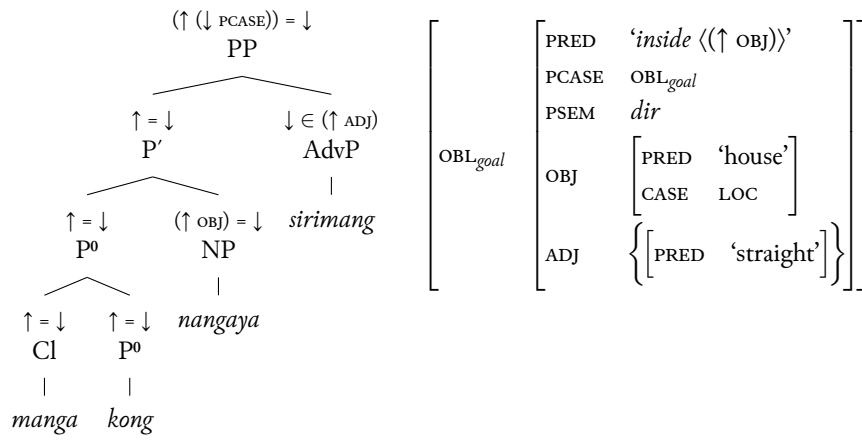 (↑ (↓ PCASE)) = ↓
PP
↑ = ↓ ↓ ∈ (↑ ADJ)
P′ AdvP
↑ = ↓ (↑ OBJ) = ↓ sirimang
P⁰ NP
↑ = ↓ ↑ = ↓ nangaya
Cl P⁰
manga kong
OBL_goal
PRED ‘inside ⟨(↑ OBJ)⟩’
PCASE OBL_goal
PSEM dir
OBJ [PRED ‘house’
CASE LOC]
ADJ {[PRED ‘straight’]}